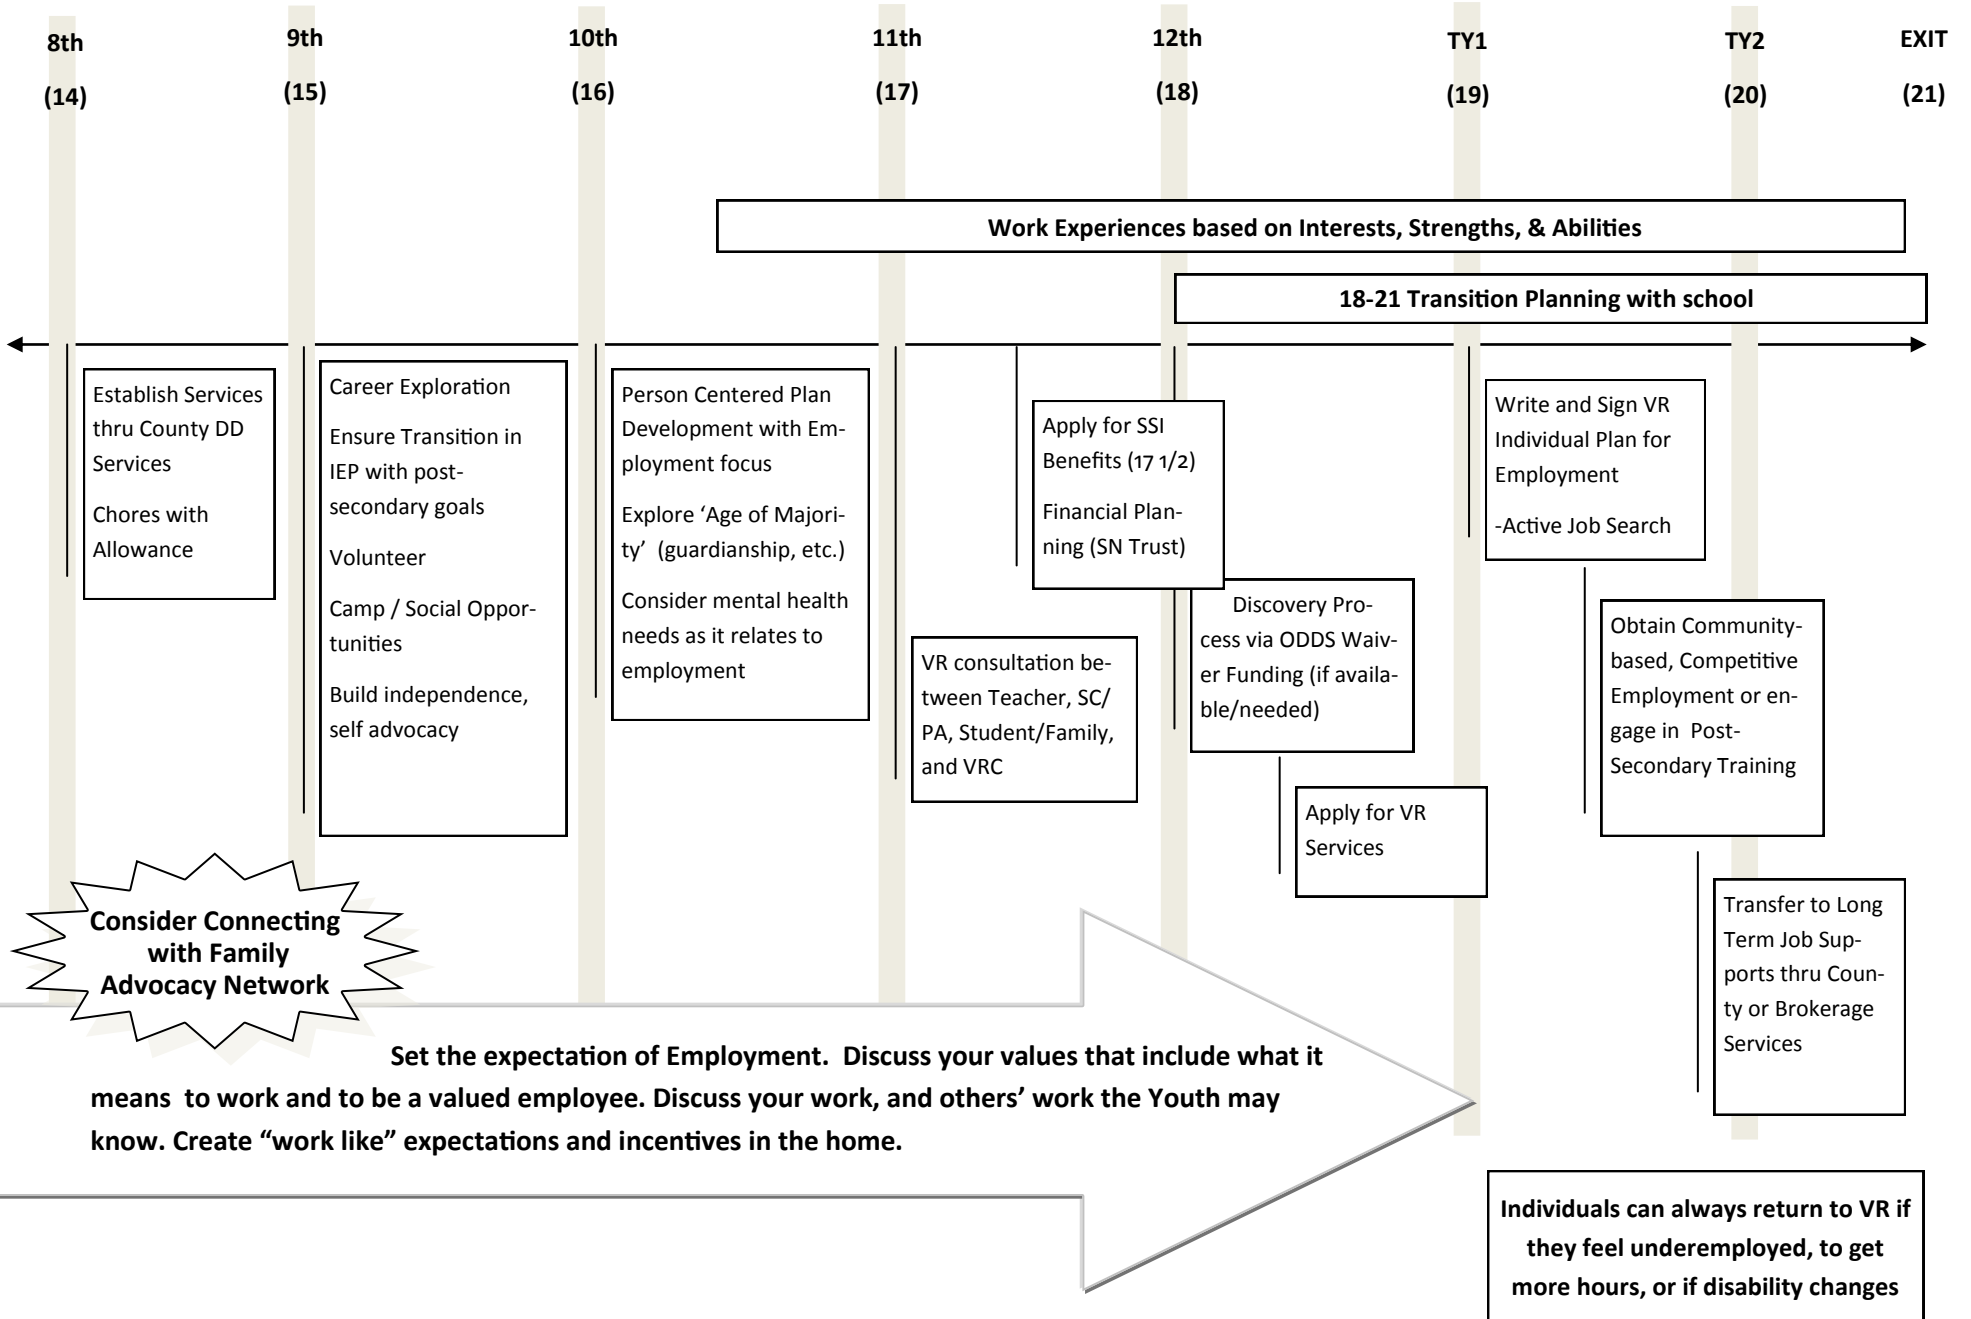 8th
(14)
9th
(15)
10th
(16)
11th
(17)
12th
(18)
TY1
(19)
TY2
(20)
EXIT
(21)
Work Experiences based on Interests, Strengths, & Abilities
18-21 Transition Planning with school
Establish Services
thru County DD
Services
Chores with
Allowance
Career Exploration
Ensure Transition in
IEP with post-
secondary goals
Volunteer
Camp / Social Oppor-
tunities
Build independence,
self advocacy
Person Centered Plan
Development with Em-
ployment focus
Explore ‘Age of Majori-
ty’  (guardianship, etc.)
Consider mental health
needs as it relates to
employment
VR consultation be-
tween Teacher, SC/
PA, Student/Family,
and VRC
Apply for SSI
Benefits (17 1/2)
Financial Plan-
ning (SN Trust)
Discovery Pro-
cess via ODDS Waiv-
er Funding (if availa-
ble/needed)
Apply for VR
Services
Write and Sign VR
Individual Plan for
Employment
-Active Job Search
Obtain Community-
based, Competitive
Employment or en-
gage in  Post-
Secondary Training
Transfer to Long
Term Job Sup-
ports thru Coun-
ty or Brokerage
Services
Consider Connecting
with Family
Advocacy Network
Set the expectation of Employment.  Discuss your values that include what it
means  to work and to be a valued employee. Discuss your work, and others’ work the Youth may
know. Create “work like” expectations and incentives in the home.
Individuals can always return to VR if
they feel underemployed, to get
more hours, or if disability changes